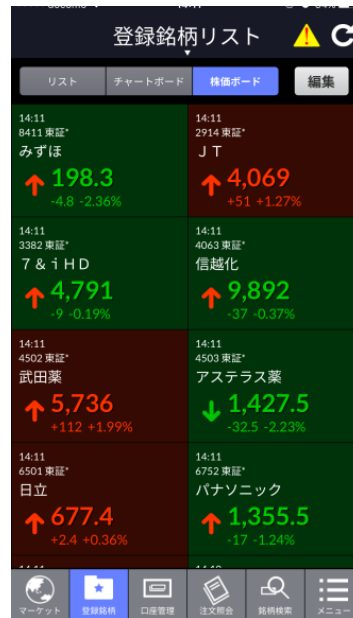 登録銘柄リスト
リスト
チャートボード
株価ボード
編集
14:11
8411 東証*
みずほ
198.3
-4.8 -2.36%
14:11
2914 東証*
ＪＴ
4,069
+51 +1.27%
14:11
3382 東証*
７＆ｉＨＤ
4,791
-9 -0.19%
14:11
4063 東証*
信越化
9,892
-37 -0.37%
14:11
4502 東証*
武田薬
5,736
+112 +1.99%
14:11
4503 東証*
アステラス薬
1,427.5
-32.5 -2.23%
14:11
6501 東証*
日立
677.4
+2.4 +0.36%
14:11
6752 東証*
パナソニック
1,355.5
-17 -1.24%
マーケット
登録銘柄
口座管理
注文照会
銘柄検索
メニュー